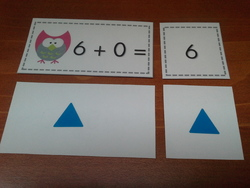 6 + 0 = 6